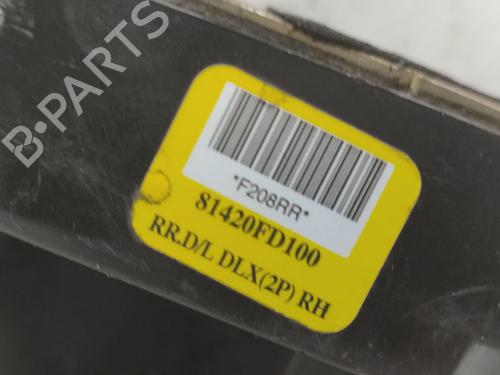 B-PARTS
*F208RR*
81420FD100
RR.D/L DLX(2P) RH